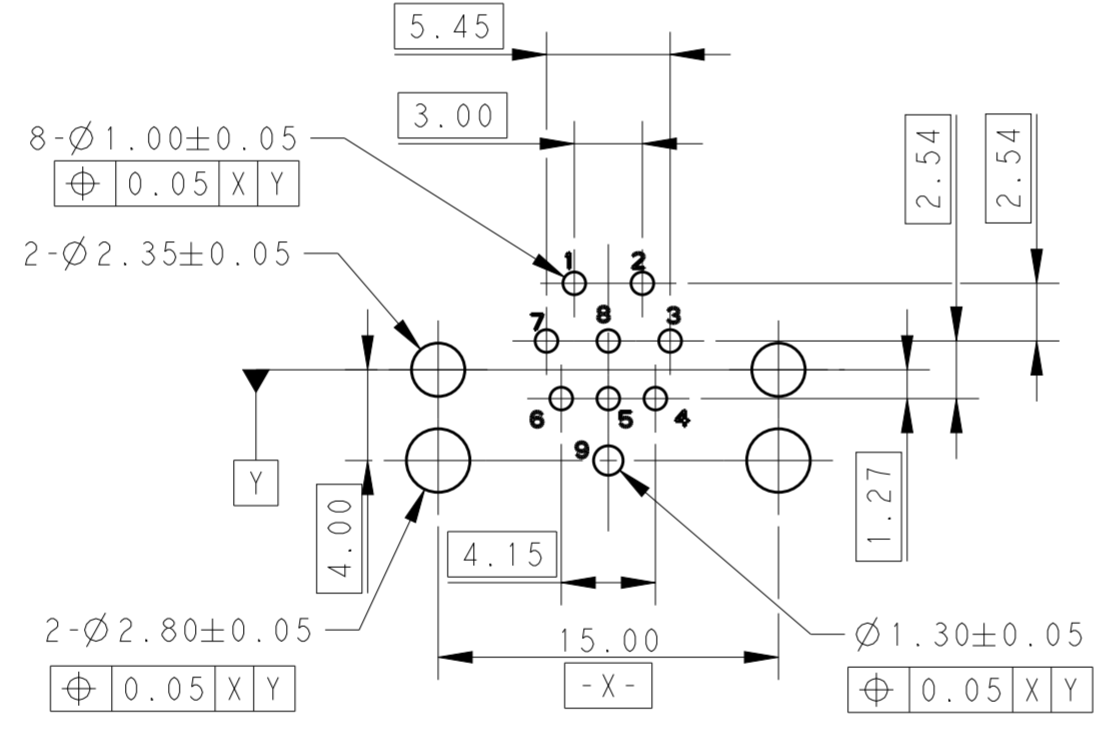 5.45
3.00
8-Ø1.00±0.05
⌖ 0.05 X Y
2-Ø2.35±0.05
2.54
2.54
1 2
7 8 3
6 5 4
9
Y
4.00
4.15
1.27
2-Ø2.80±0.05
⌖ 0.05 X Y
15.00
-X-
Ø1.30±0.05
⌖ 0.05 X Y